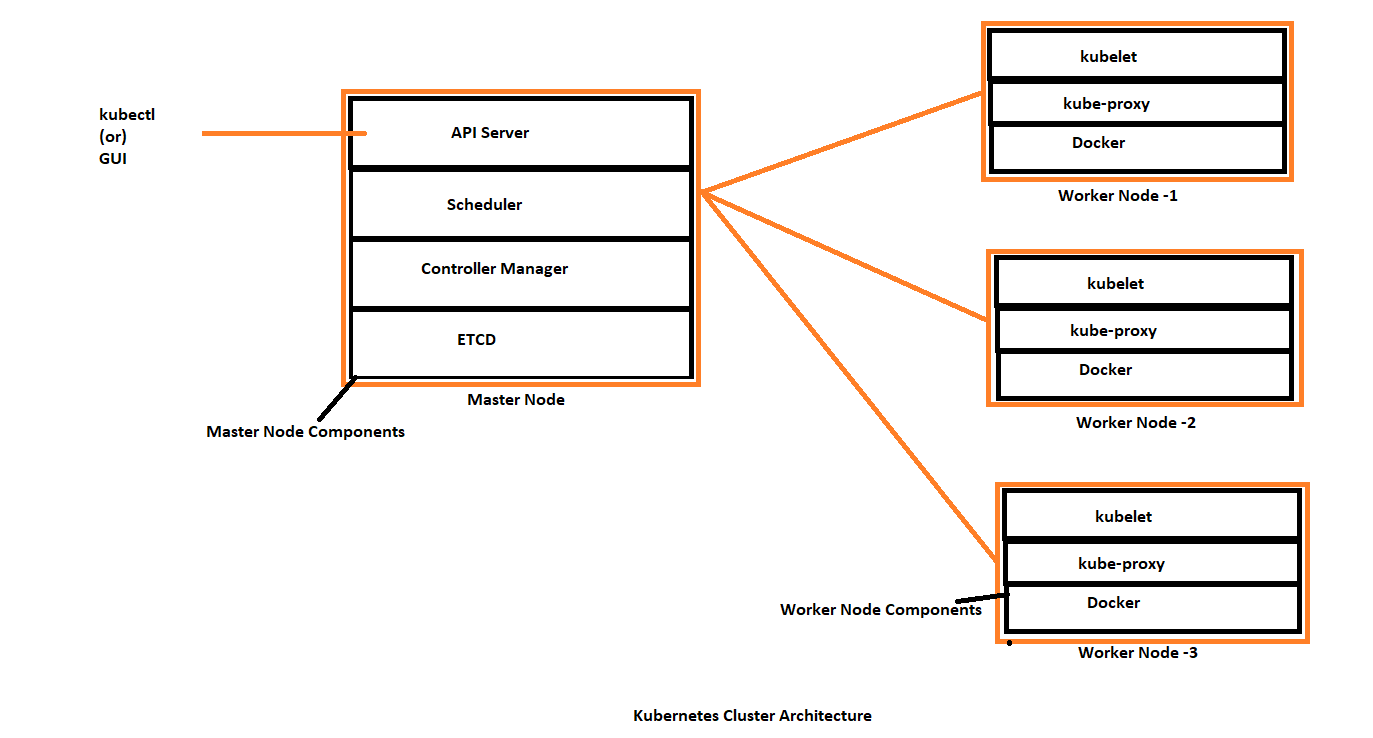 kubectl
(or)
GUI
API Server
Scheduler
Controller Manager
ETCD
Master Node
Master Node Components
kubelet
kube-proxy
Docker
Worker Node -1
kubelet
kube-proxy
Docker
Worker Node -2
kubelet
kube-proxy
Docker
Worker Node Components
Worker Node -3
Kubernetes Cluster Architecture